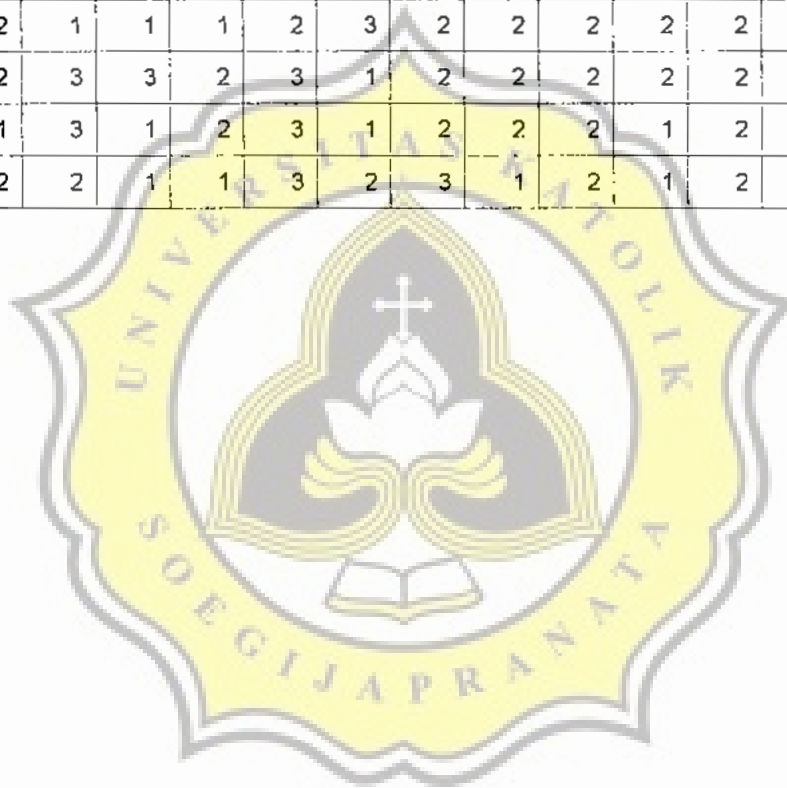 2 1 1 1 2 3 2 2 2 2 2
2 3 3 2 3 1 2 2 2 2 2
1 3 1 2 3 1 2 2 2 1 2
2 2 1 1 3 2 3 1 2 1 2
UNIVERSITAS KATOLIK
SOEGIJAPRANATA